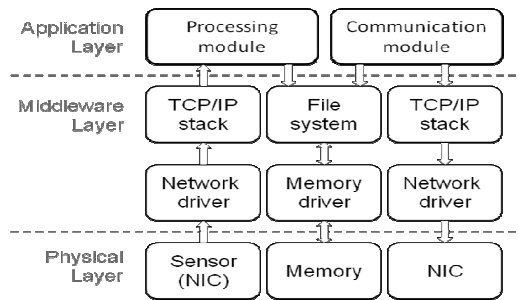 Application
Layer
Processing
module
Communication
module
Middleware
Layer
TCP/IP
stack
File
system
TCP/IP
stack
Network
driver
Memory
driver
Network
driver
Physical
Layer
Sensor
(NIC)
Memory
NIC